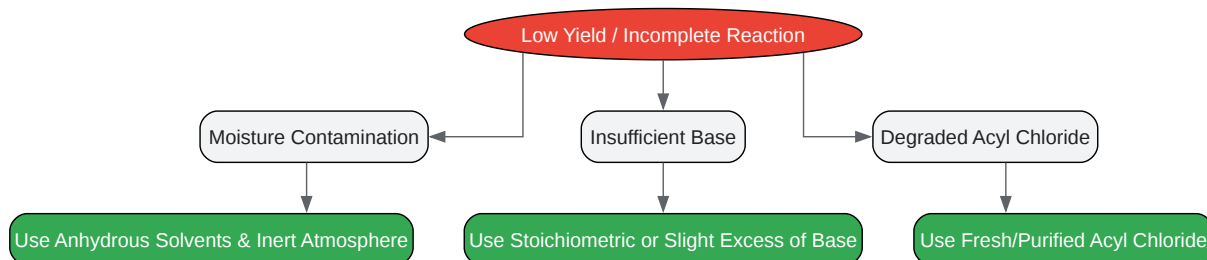 Low Yield / Incomplete Reaction
Moisture Contamination
Insufficient Base
Degraded Acyl Chloride
Use Anhydrous Solvents & Inert Atmosphere
Use Stoichiometric or Slight Excess of Base
Use Fresh/Purified Acyl Chloride